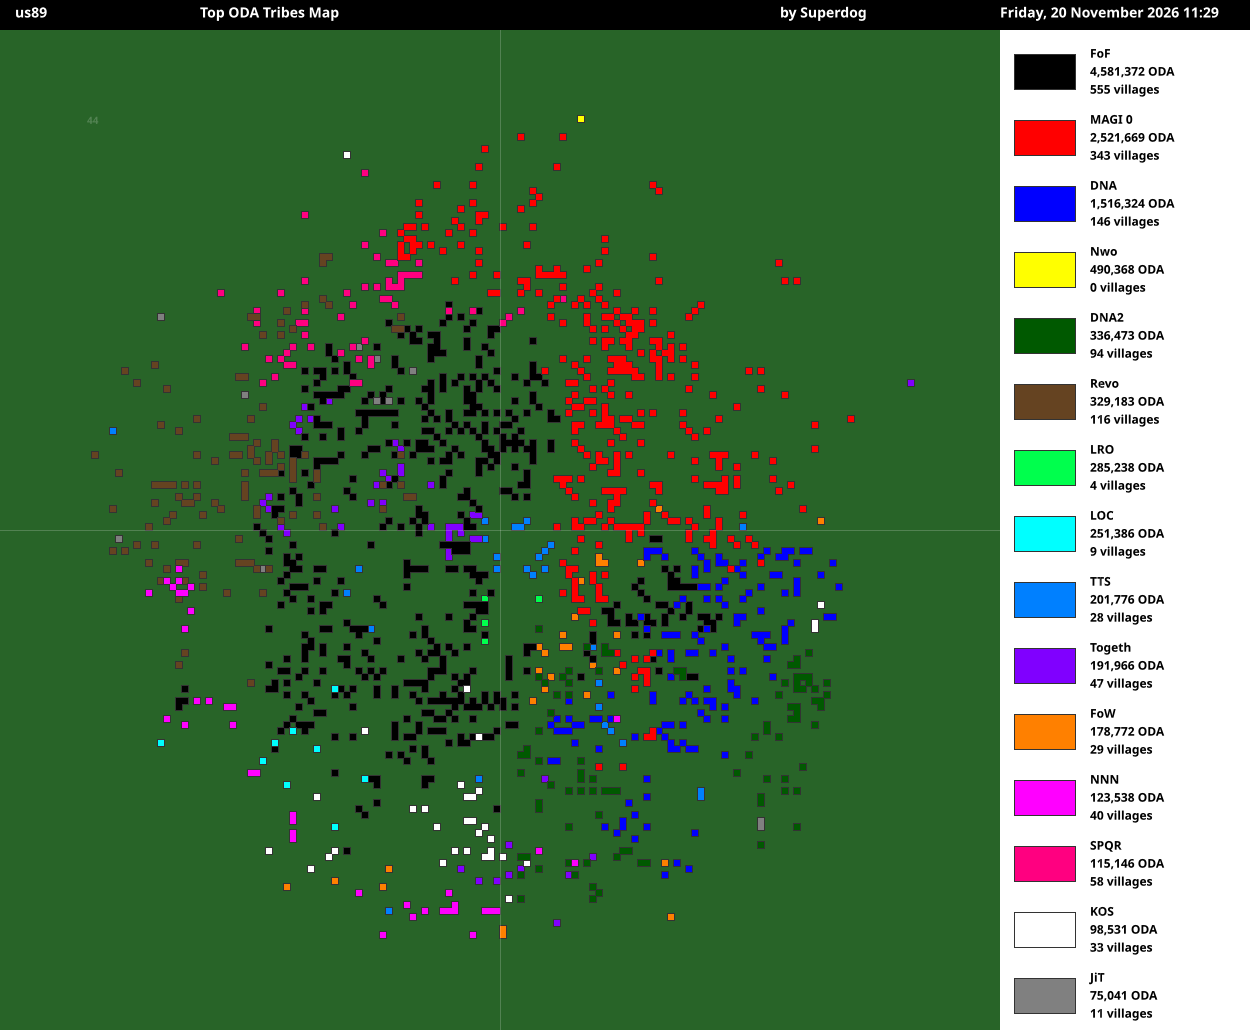 us89 Top ODA Tribes Map by Superdog Friday, 20 November 2026 11:29
44
FoF
4,581,372 ODA
555 villages
MAGI 0
2,521,669 ODA
343 villages
DNA
1,516,324 ODA
146 villages
Nwo
490,368 ODA
0 villages
DNA2
336,473 ODA
94 villages
Revo
329,183 ODA
116 villages
LRO
285,238 ODA
4 villages
LOC
251,386 ODA
9 villages
TTS
201,776 ODA
28 villages
Togeth
191,966 ODA
47 villages
FoW
178,772 ODA
29 villages
NNN
123,538 ODA
40 villages
SPQR
115,146 ODA
58 villages
KOS
98,531 ODA
33 villages
JiT
75,041 ODA
11 villages